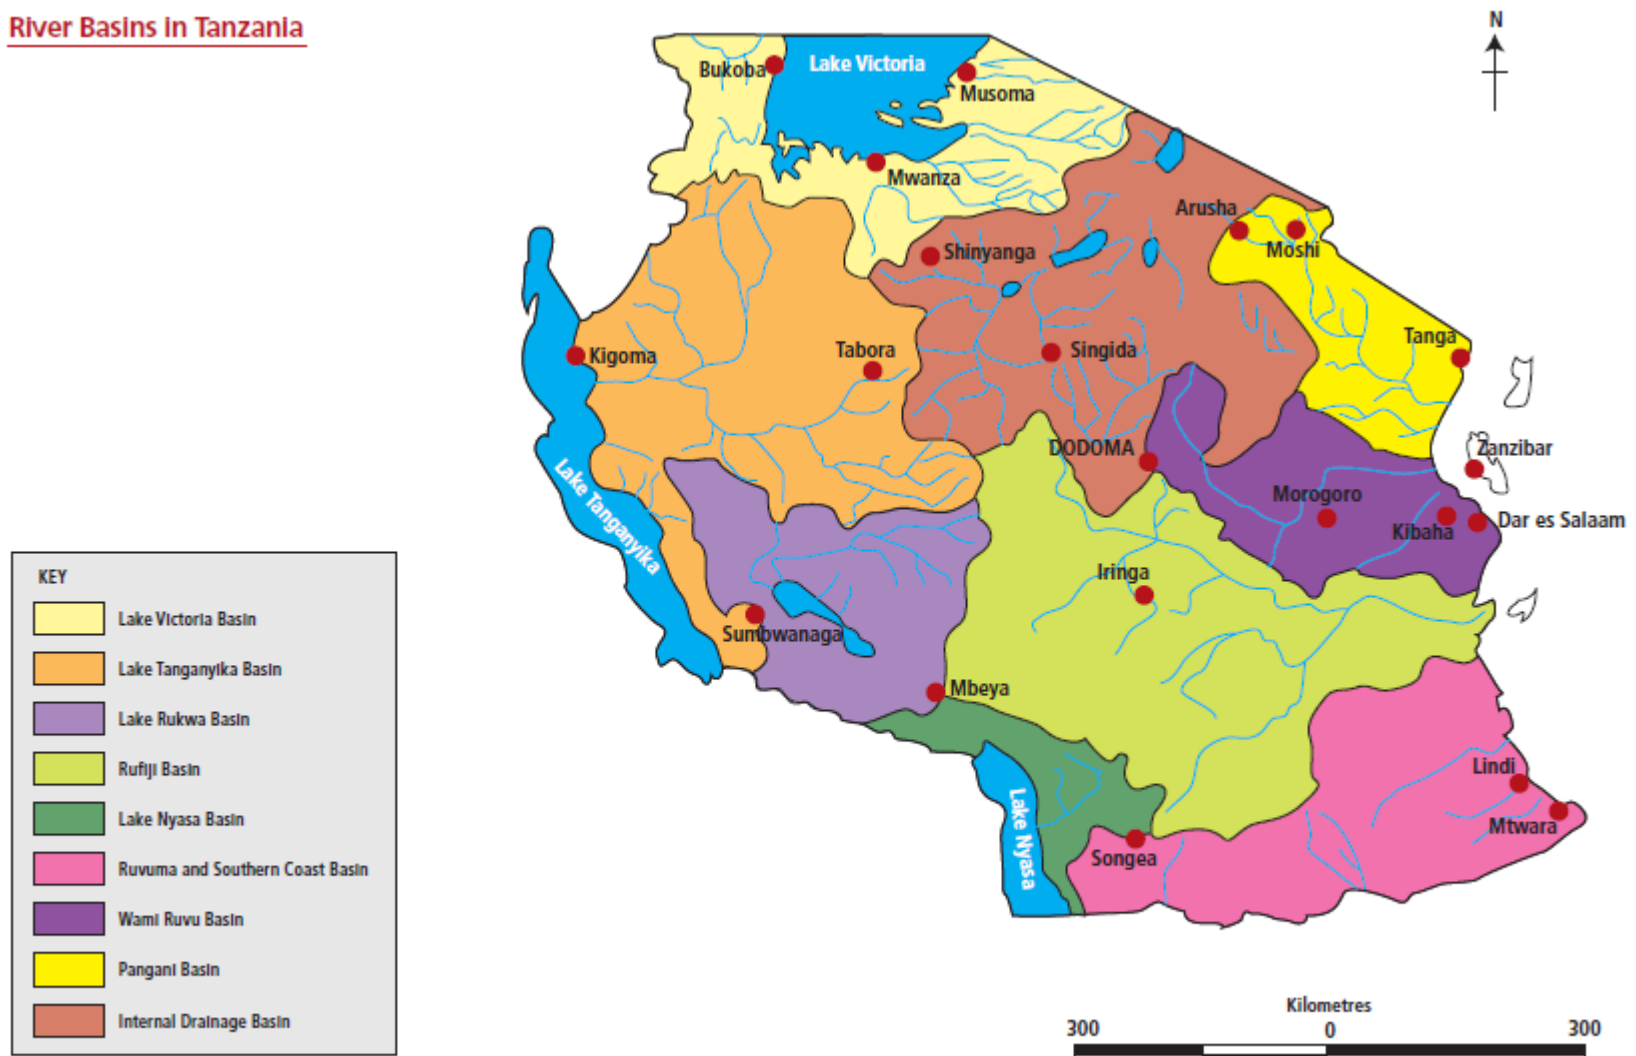 River Basins in Tanzania
N
Lake Victoria
Bukoba
Musoma
Mwanza
Arusha
Moshi
Shinyanga
Tanga
Kigoma
Tabora
Singida
DODOMA
Zanzibar
Lake Tanganyika
Morogoro
Kibaha
Dar es Salaam
Iringa
Sumbwanaga
Mbeya
Lindi
Mtwara
Lake Nyasa
Songea
KEY
Lake Victoria Basin
Lake Tanganyika Basin
Lake Rukwa Basin
Rufiji Basin
Lake Nyasa Basin
Ruvuma and Southern Coast Basin
Wami Ruvu Basin
Pangani Basin
Internal Drainage Basin
Kilometres
300 0 300